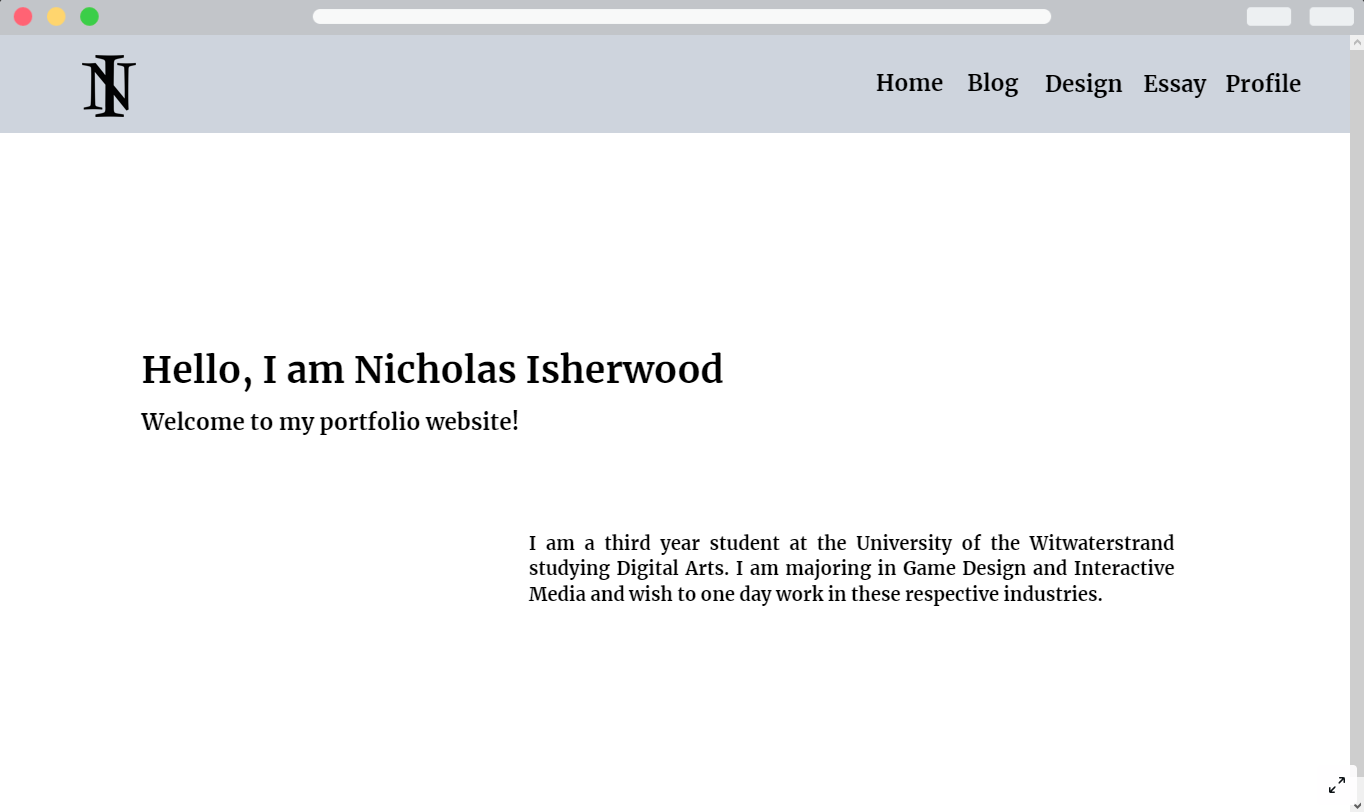 NI
Home Blog Design Essay Profile
Hello, I am Nicholas Isherwood
Welcome to my portfolio website!
I am a third year student at the University of the Witwaterstrand
studying Digital Arts. I am majoring in Game Design and Interactive
Media and wish to one day work in these respective industries.